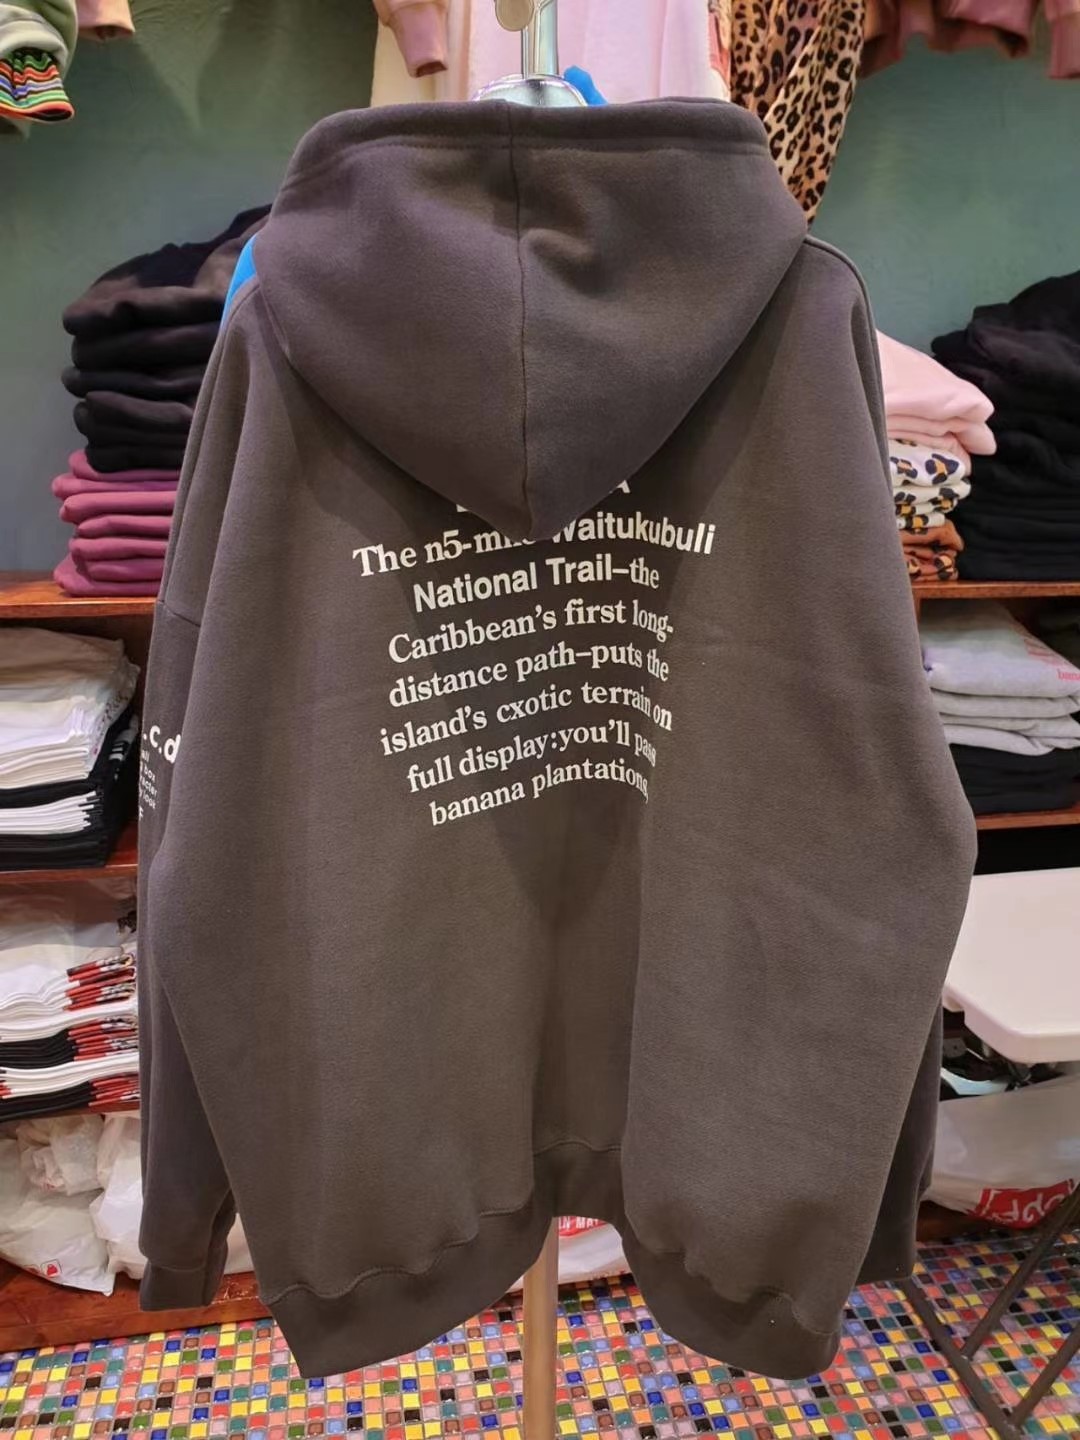 The n5-mile Waitukubuli
National Trail–the
Caribbean's first long-
distance path–puts the
island's cxotic terrain on
full display:you'll pass
banana plantations,
.c.d